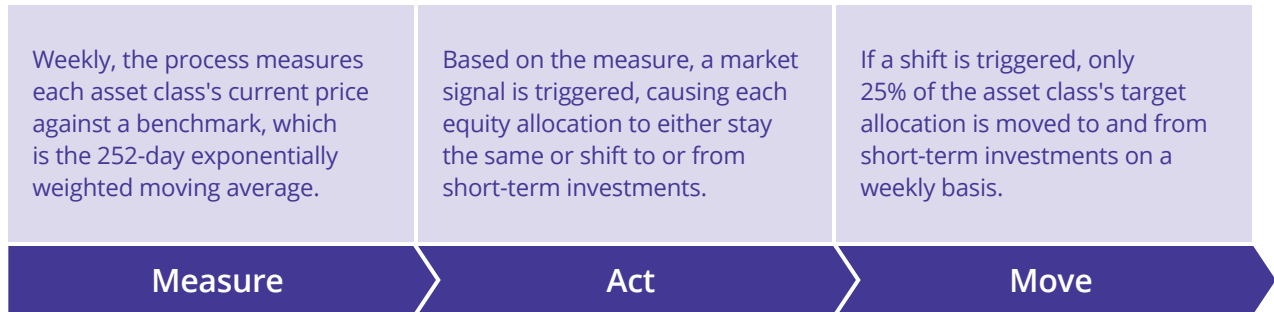 Weekly, the process measures
each asset class's current price
against a benchmark, which
is the 252-day exponentially
weighted moving average.
Based on the measure, a market
signal is triggered, causing each
equity allocation to either stay
the same or shift to or from
short-term investments.
If a shift is triggered, only
25% of the asset class's target
allocation is moved to and from
short-term investments on a
weekly basis.
Measure
Act
Move